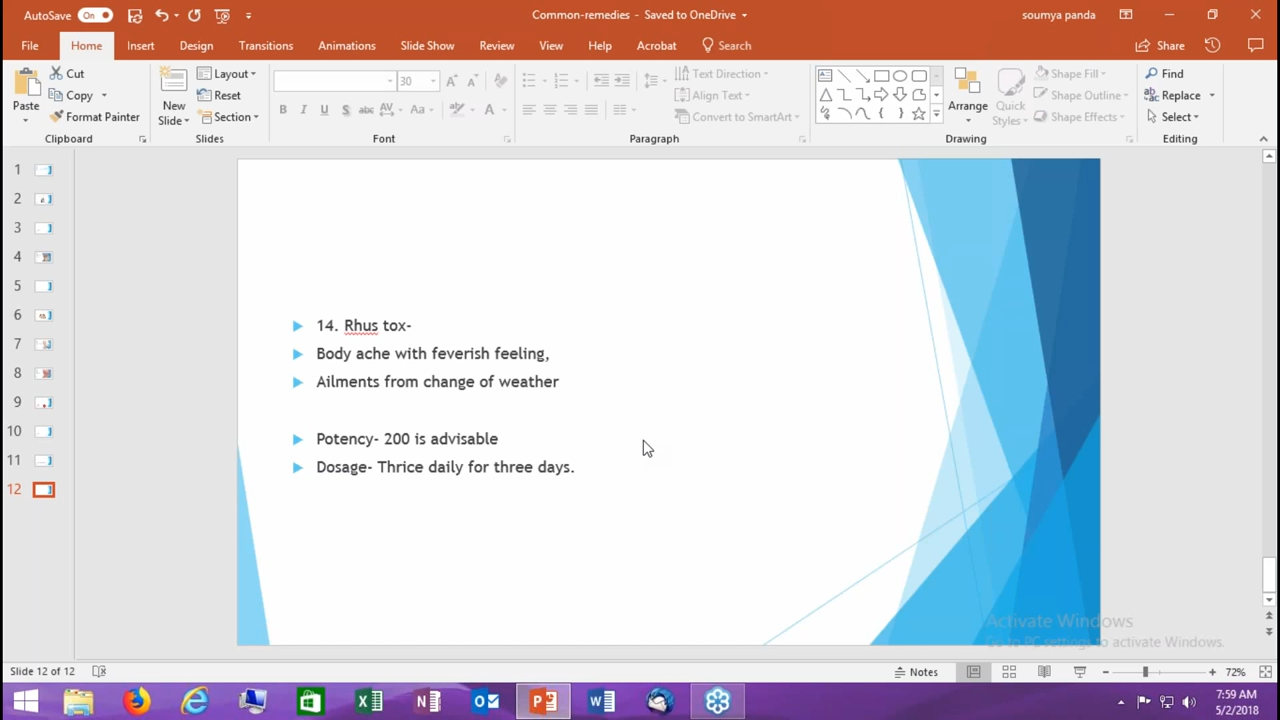 AutoSave On Common-remedies - Saved to OneDrive soumya panda
File Home Insert Design Transitions Animations Slide Show Review View Help Acrobat Search Share
Cut Layout 30 Text Direction Shape Fill Find
Paste Copy New Slide Reset Align Text Arrange Quick Styles Shape Outline Replace
Format Painter Section B I U S abc AV Aa A Convert to SmartArt Shape Effects Select
Clipboard Slides Font Paragraph Drawing Editing
1
2
3
4
5
6
7
8
9
10
11
12
14. Rhus tox-
Body ache with feverish feeling,
Ailments from change of weather
Potency- 200 is advisable
Dosage- Thrice daily for three days.
Activate Windows
Go to PC settings to activate Windows.
Slide 12 of 12 Notes 72%
7:59 AM
5/2/2018